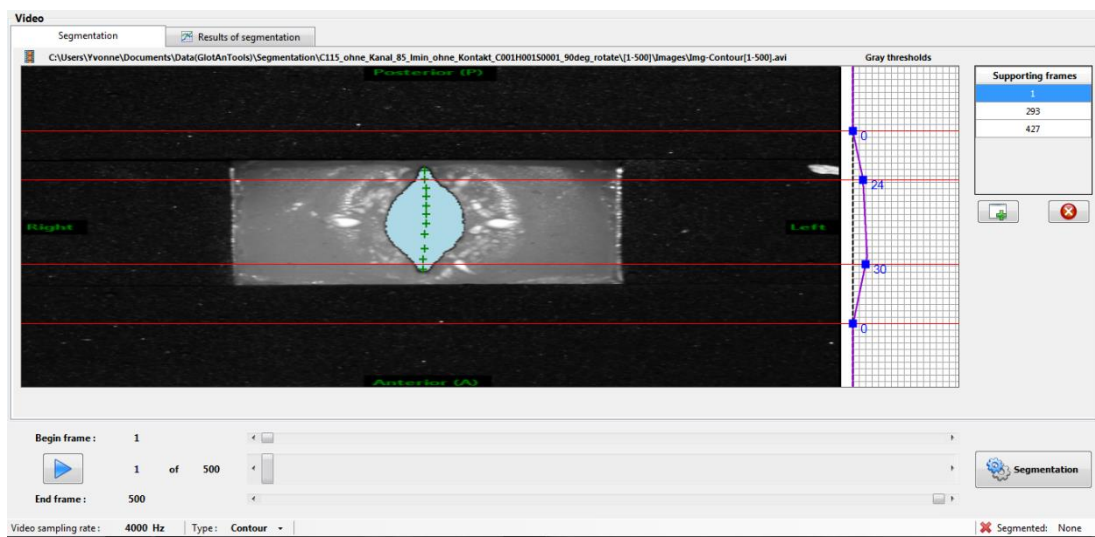 Video
Segmentation
Results of segmentation
C:\Users\Yvonne\Documents\Data(GlotAnTools)\Segmentation\C115_ohne_Kanal_85_lmin_ohne_Kontakt_C001H001S0001_90deg_rotate\[1-500]\Images\Img-Contour[1-500].avi
Gray thresholds
Supporting frames
1
293
427
Posterior (P)
0
24
Right
Left
30
0
Anterior (A)
Begin frame :
1
1 of 500
Segmentation
End frame :
500
Video sampling rate : 4000 Hz
Type : Contour
Segmented: None